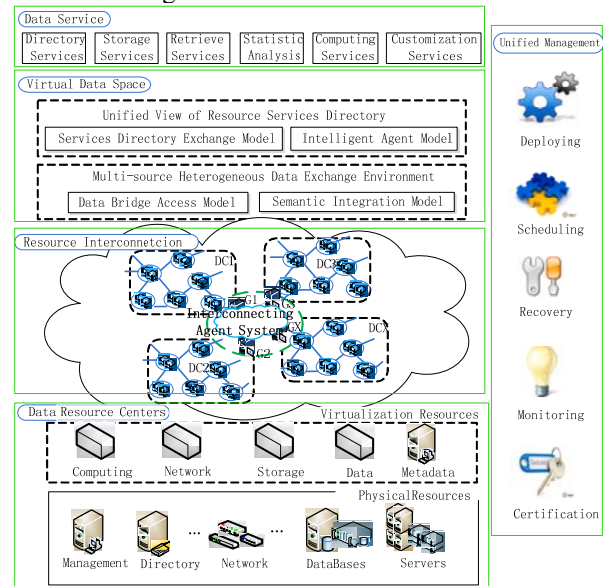 Data Service
Directory Services
Storage Services
Retrieve Services
Statistic Analysis
Computing Services
Customization Services
Virtual Data Space
Unified View of Resource Services Directory
Services Directory Exchange Model
Intelligent Agent Model
Multi-source Heterogeneous Data Exchange Environment
Data Bridge Access Model
Semantic Integration Model
Resource Interconnetcion
DC1
DC3
G1
G3
Interconnecting
Agent System
GX
DCX
G2
DC2
Data Resource Centers
Virtualization Resources
Computing
Network
Storage
Data
Metadata
PhysicalResources
Management
Directory
...
Network
...
DataBases
Servers
Unified Management
Deploying
Scheduling
Recovery
Monitoring
Certification